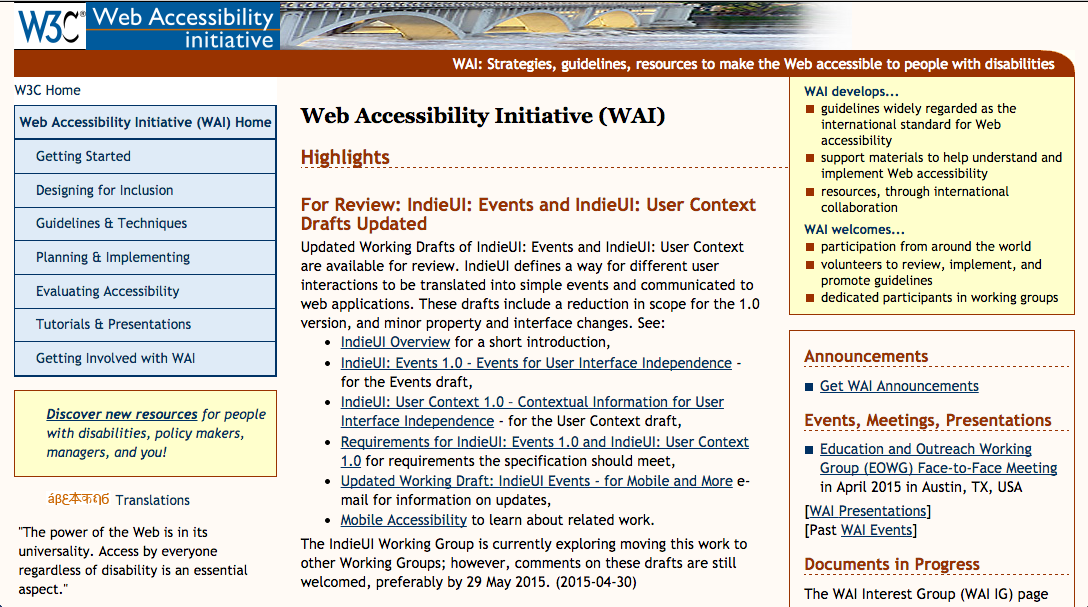 W3C® Web Accessibility
initiative
WAI: Strategies, guidelines, resources to make the Web accessible to people with disabilities
W3C Home
Web Accessibility Initiative (WAI) Home
Getting Started
Designing for Inclusion
Guidelines & Techniques
Planning & Implementing
Evaluating Accessibility
Tutorials & Presentations
Getting Involved with WAI
Discover new resources for people
with disabilities, policy makers,
managers, and you!
Translations
"The power of the Web is in its
universality. Access by everyone
regardless of disability is an essential
aspect."
Web Accessibility Initiative (WAI)
Highlights
For Review: IndieUI: Events and IndieUI: User Context
Drafts Updated
Updated Working Drafts of IndieUI: Events and IndieUI: User Context
are available for review. IndieUI defines a way for different user
interactions to be translated into simple events and communicated to
web applications. These drafts include a reduction in scope for the 1.0
version, and minor property and interface changes. See:
• IndieUI Overview for a short introduction,
• IndieUI: Events 1.0 - Events for User Interface Independence -
for the Events draft,
• IndieUI: User Context 1.0 - Contextual Information for User
Interface Independence - for the User Context draft,
• Requirements for IndieUI: Events 1.0 and IndieUI: User Context
1.0 for requirements the specification should meet,
• Updated Working Draft: IndieUI Events - for Mobile and More e-
mail for information on updates,
• Mobile Accessibility to learn about related work.
The IndieUI Working Group is currently exploring moving this work to
other Working Groups; however, comments on these drafts are still
welcomed, preferably by 29 May 2015. (2015-04-30)
WAI develops...
guidelines widely regarded as the
international standard for Web
accessibility
support materials to help understand and
implement Web accessibility
resources, through international
collaboration
WAI welcomes...
participation from around the world
volunteers to review, implement, and
promote guidelines
dedicated participants in working groups
Announcements
Get WAI Announcements
Events, Meetings, Presentations
Education and Outreach Working
Group (EOWG) Face-to-Face Meeting
in April 2015 in Austin, TX, USA
[WAI Presentations]
[Past WAI Events]
Documents in Progress
The WAI Interest Group (WAI IG) page